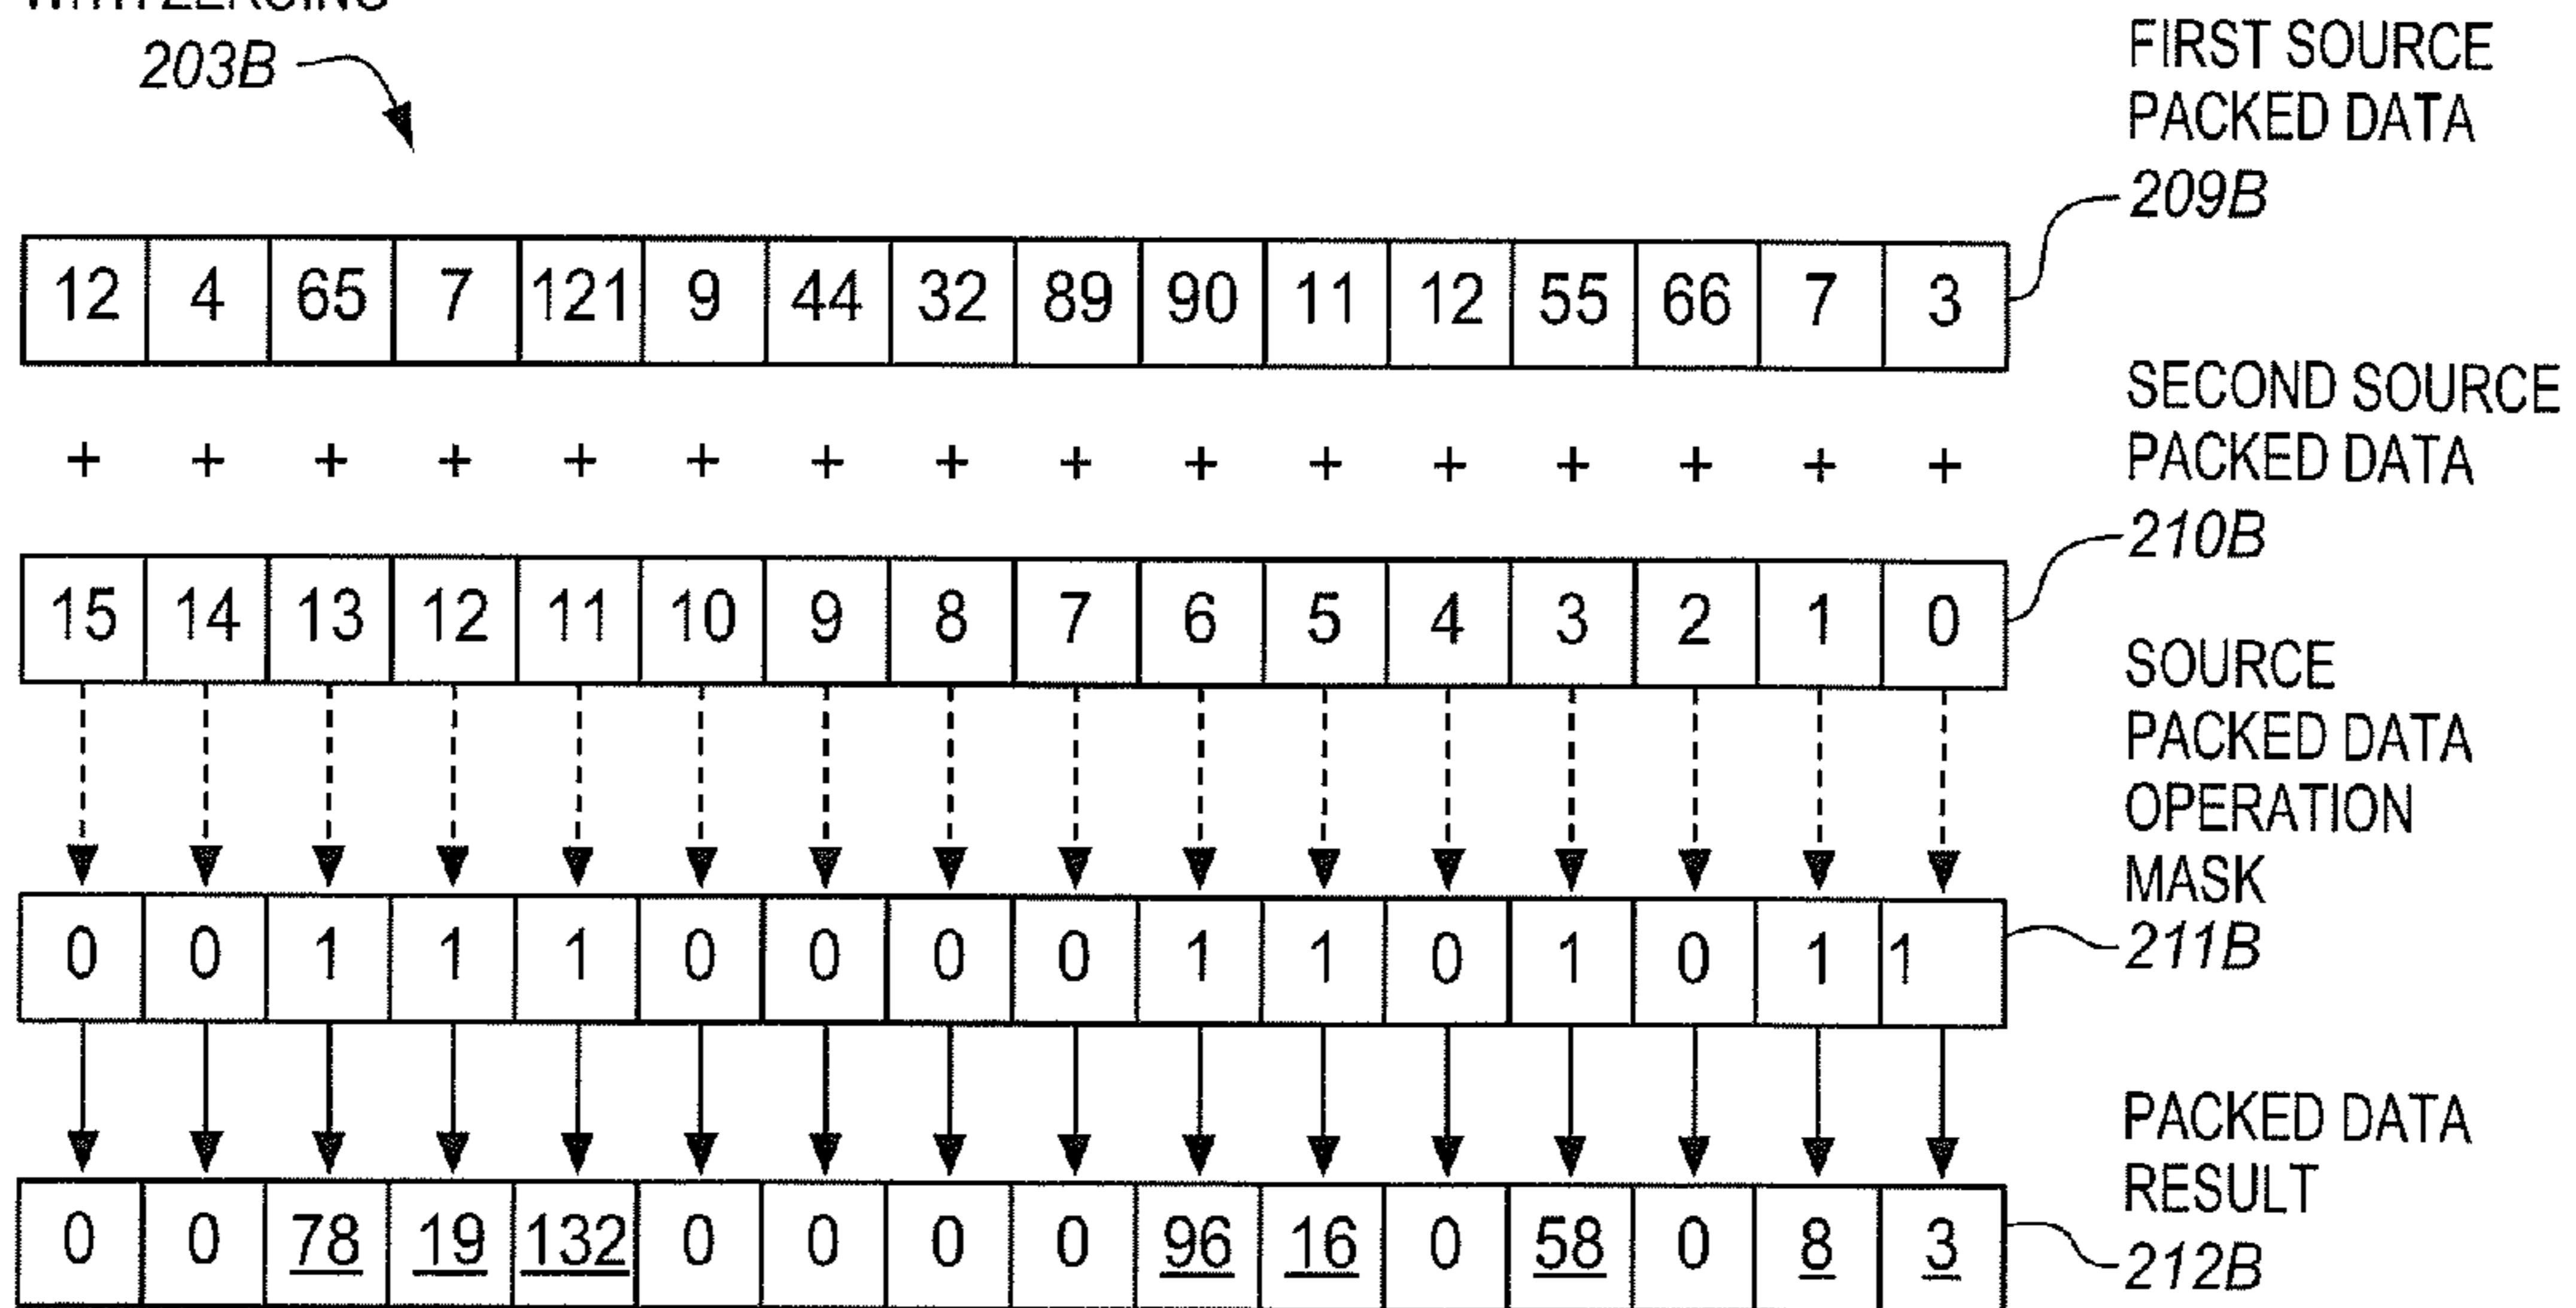 WITH ZEROING
203B
FIRST SOURCE
PACKED DATA
209B
12 4 65 7 121 9 44 32 89 90 11 12 55 66 7 3
SECOND SOURCE
PACKED DATA
210B
+ + + + + + + + + + + + + + + +
15 14 13 12 11 10 9 8 7 6 5 4 3 2 1 0
SOURCE
PACKED DATA
OPERATION
MASK
211B
0 0 1 1 1 0 0 0 0 1 1 0 1 0 1 1
PACKED DATA
RESULT
212B
0 0 78 19 132 0 0 0 0 96 16 0 58 0 8 3